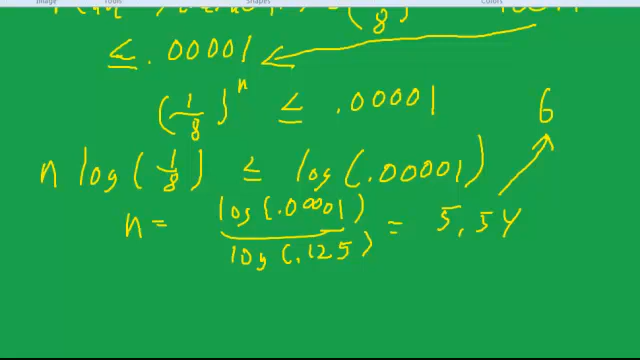 Tools Shapes Colors
8
≤ .00001
(1/8)^n ≤ .00001 6
n log(1/8) ≤ log(.00001)
n = log(.00001)/log(.125) = 5.54